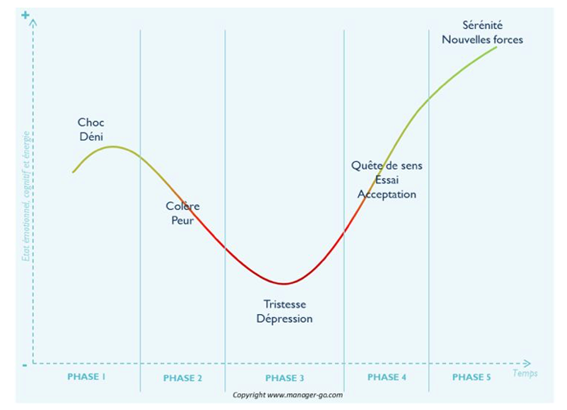 +
Sérénité
Nouvelles forces
Choc
Déni
Quête de sens
Essai
Acceptation
Colère
Peur
Etat émotionnel, cognitif et énergie
Tristesse
Dépression
-
PHASE 1
PHASE 2
PHASE 3
PHASE 4
PHASE 5
Temps
Copyright www.manager-go.com